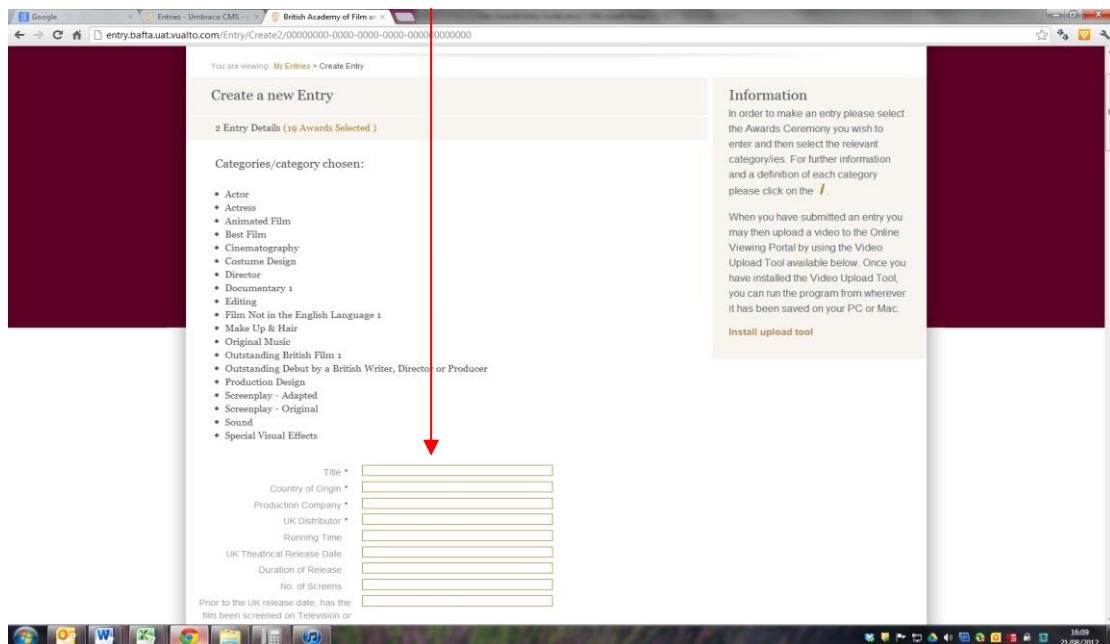 Google
Entries - Umbraco CMS -
British Academy of Film an
entry.bafta.uat.vualto.com/Entry/Create2/00000000-0000-0000-0000-000000000000
You are viewing: My Entries > Create Entry
Create a new Entry
2 Entry Details (19 Awards Selected )
Categories/category chosen:
• Actor
• Actress
• Animated Film
• Best Film
• Cinematography
• Costume Design
• Director
• Documentary 1
• Editing
• Film Not in the English Language 1
• Make Up & Hair
• Original Music
• Outstanding British Film 1
• Outstanding Debut by a British Writer, Director or Producer
• Production Design
• Screenplay - Adapted
• Screenplay - Original
• Sound
• Special Visual Effects
Title *
Country of Origin *
Production Company *
UK Distributor *
Running Time
UK Theatrical Release Date
Duration of Release
No. of Screens
Prior to the UK release date, has the
film been screened on Television or
Information
In order to make an entry please select
the Awards Ceremony you wish to
enter and then select the relevant
category/ies. For further information
and a definition of each category
please click on the i .
When you have submitted an entry you
may then upload a video to the Online
Viewing Portal by using the Video
Upload Tool available below. Once you
have installed the Video Upload Tool,
you can run the program from wherever
it has been saved on your PC or Mac.
Install upload tool
16:09
21/08/2012